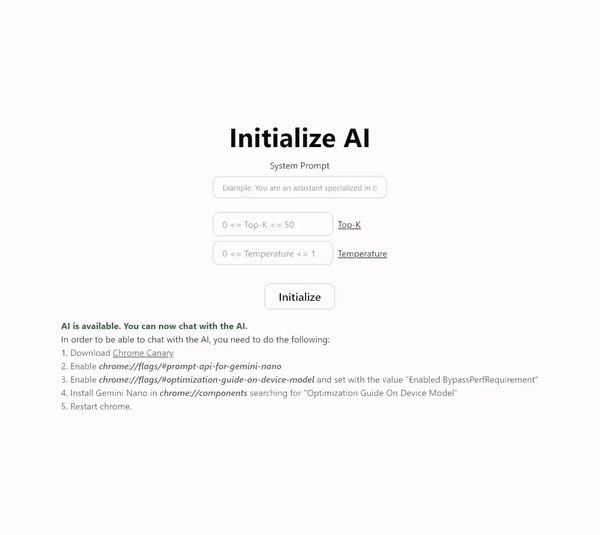 Initialize AI
System Prompt
Example: You are an assistant specialized in c
0 <= Top-K <= 50
Top-K
0 <= Temperature <= 1
Temperature
Initialize
AI is available. You can now chat with the AI.
In order to be able to chat with the AI, you need to do the following:
1. Download Chrome Canary
2. Enable chrome://flags/#prompt-api-for-gemini-nano
3. Enable chrome://flags/#optimization-guide-on-device-model and set with the value "Enabled BypassPerfRequirement"
4. Install Gemini Nano in chrome://components searching for "Optimization Guide On Device Model"
5. Restart chrome.